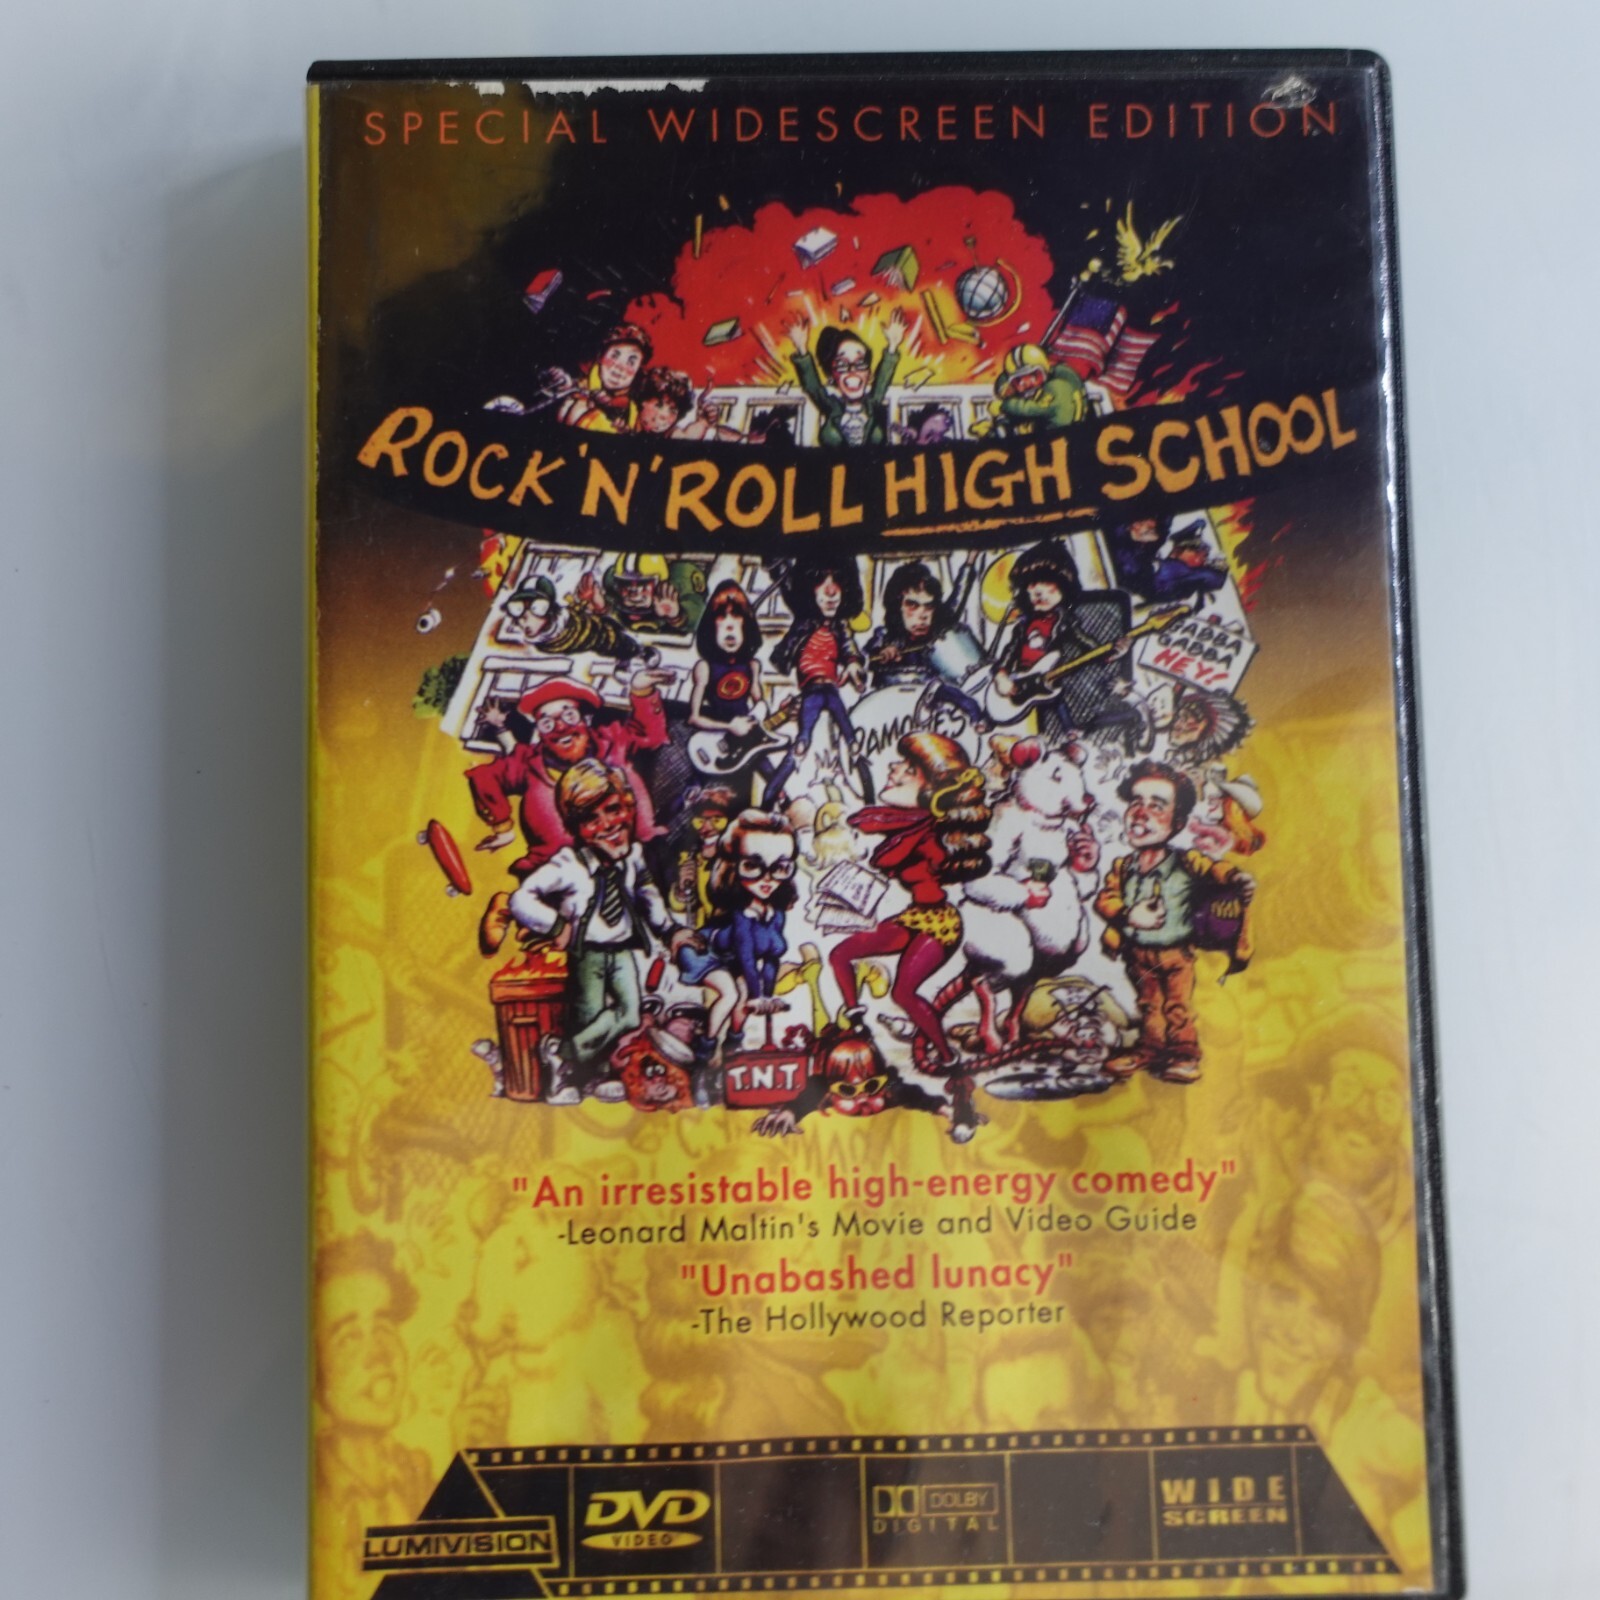 SPECIAL WIDESCREEN EDITION
ROCK 'N' ROLL HIGH SCHOOL
GABBA
GABBA
HEY!
RAMONES
T.N.T.
"An irresistable high-energy comedy"
-Leonard Maltin's Movie and Video Guide
"Unabashed lunacy"
-The Hollywood Reporter
LUMIVISION
DVD
VIDEO
DOLBY
DIGITAL
WIDE
SCREEN